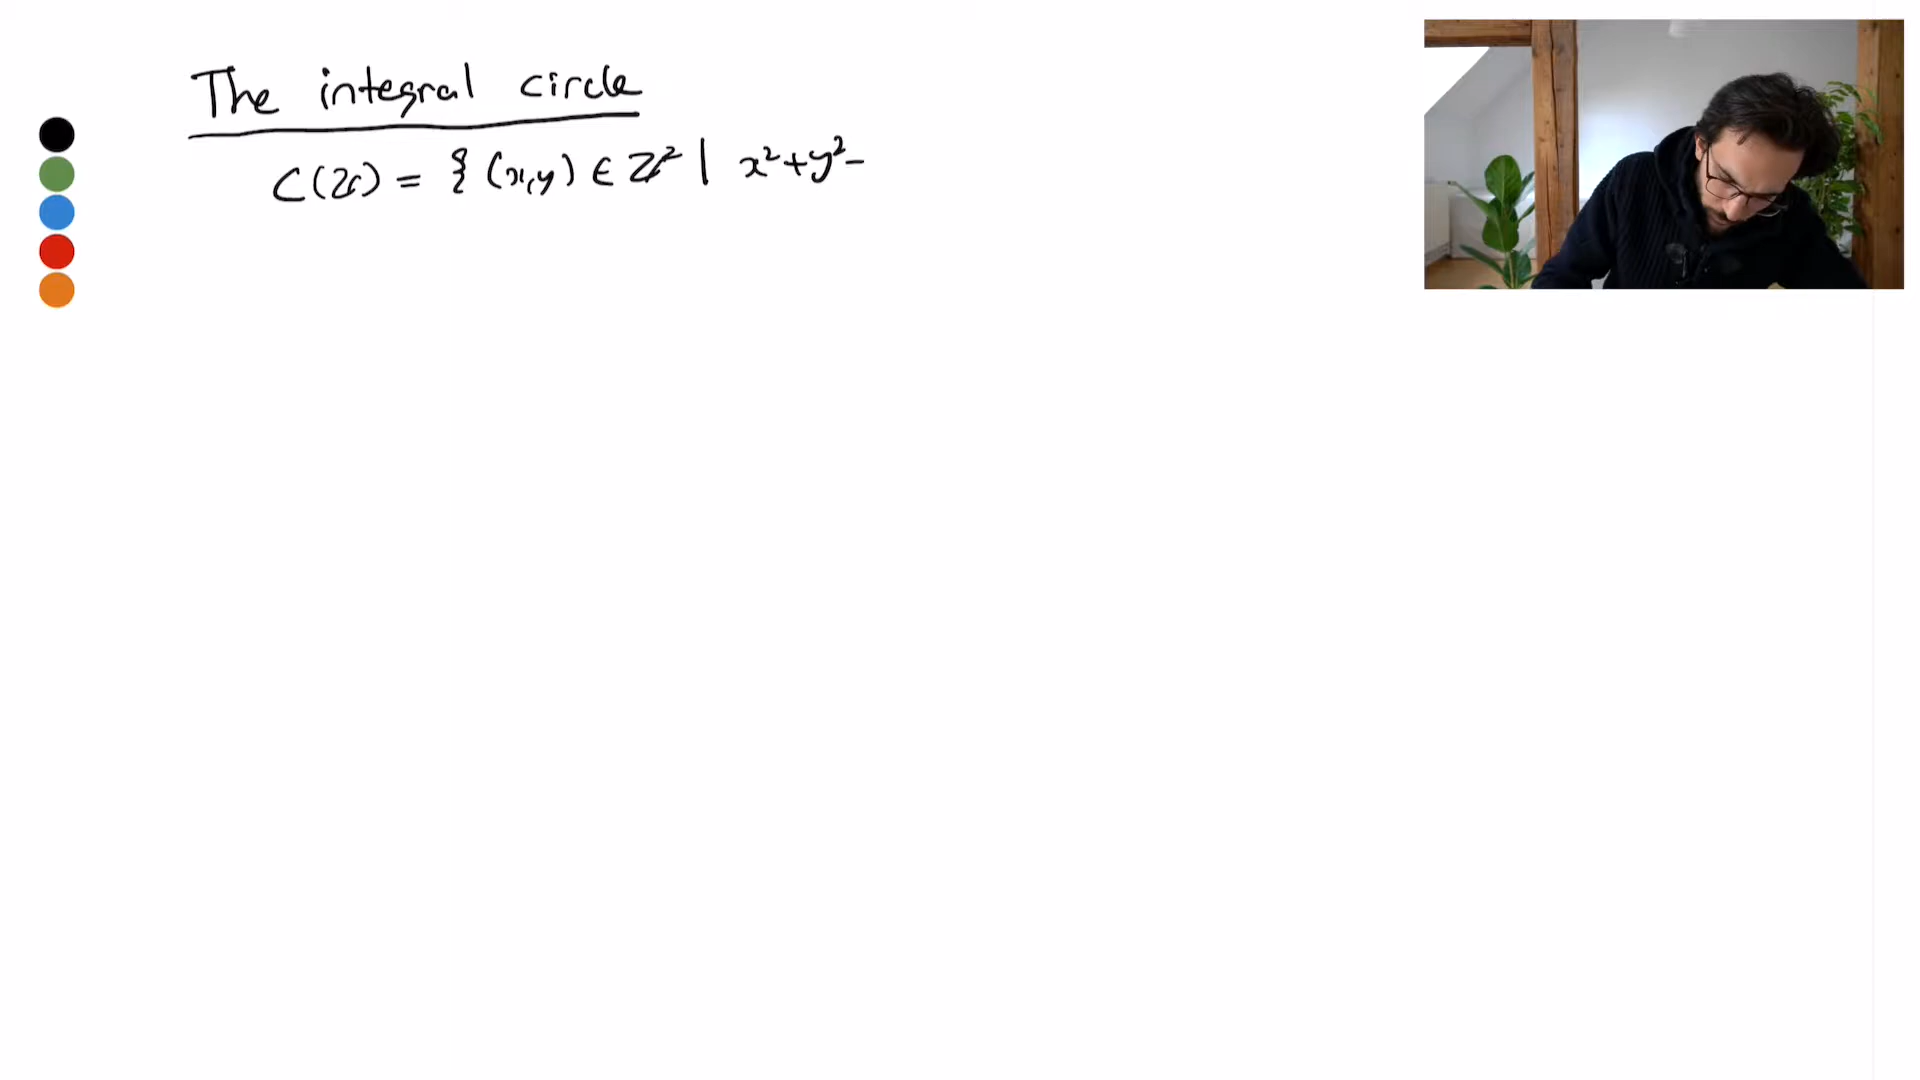 The integral circle
C(ℤ) = { (x,y) ∈ ℤ² | x²+y²-